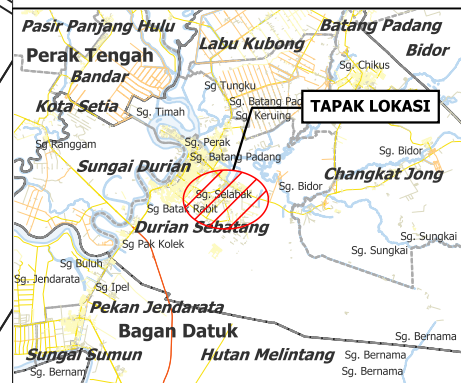 Pasir Panjang Hulu
Batang Padang
Labu Kubong
Bidor
Perak Tengah
Sg. Chikus
Bandar
Sg. Tungku
Kota Setia
Sg. Timah
Sg. Batang Pad
TAPAK LOKASI
Sg. Keruing
Sg Ranggam
Sg. Perak
Sg. Bidor
Sg. Batang Padang
Sungai Durian
Changkat Jong
Sg. Bidor
Sg. Selabak
Sg Batak Rabit
Durian Sebatang
Sg. Sungkai
Sg Pak Kolek
Sg. Sungkai
Sg Buluh
Sg. Jendarata
Sg Ipel
Pekan Jendarata
Bagan Datuk
Sg. Bernama
Sungai Sumun
Hutan Melintang
Sg. Bernama
Sg. Bernam
Sg. Bernama